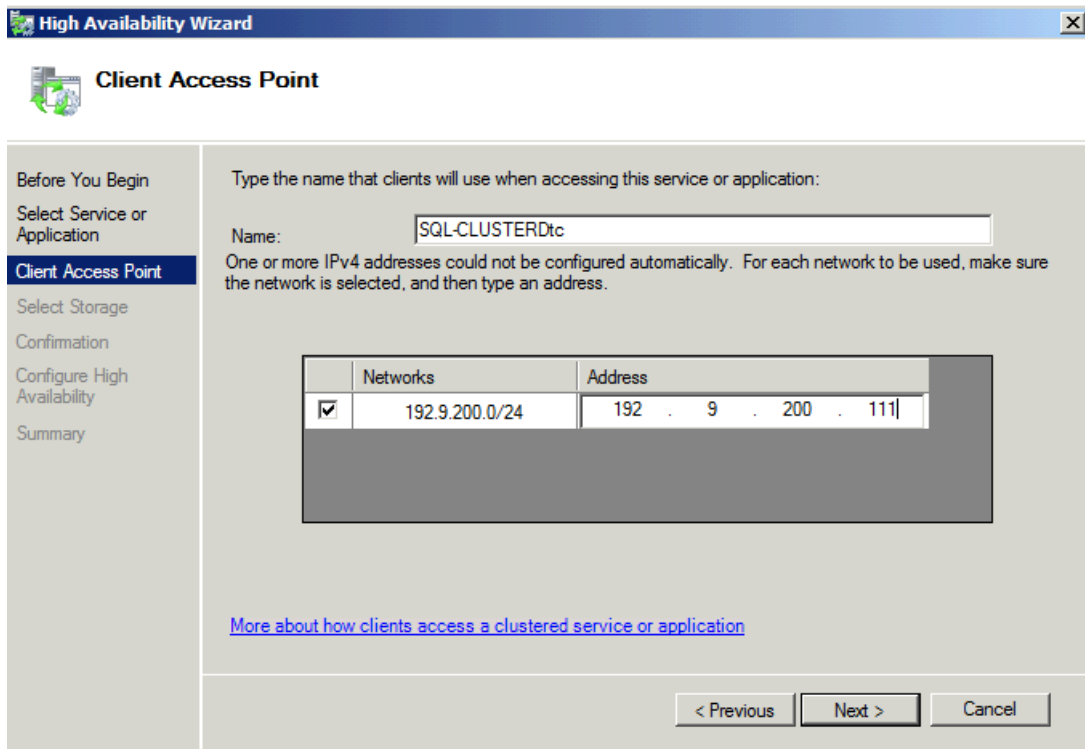 High Availability Wizard
Client Access Point
Before You Begin
Select Service or
Application
Client Access Point
Select Storage
Confirmation
Configure High
Availability
Summary
Type the name that clients will use when accessing this service or application:
Name: SQL-CLUSTERDtc
One or more IPv4 addresses could not be configured automatically. For each network to be used, make sure
the network is selected, and then type an address.
Networks Address
192.9.200.0/24 192 . 9 . 200 . 111
More about how clients access a clustered service or application
< Previous Next > Cancel